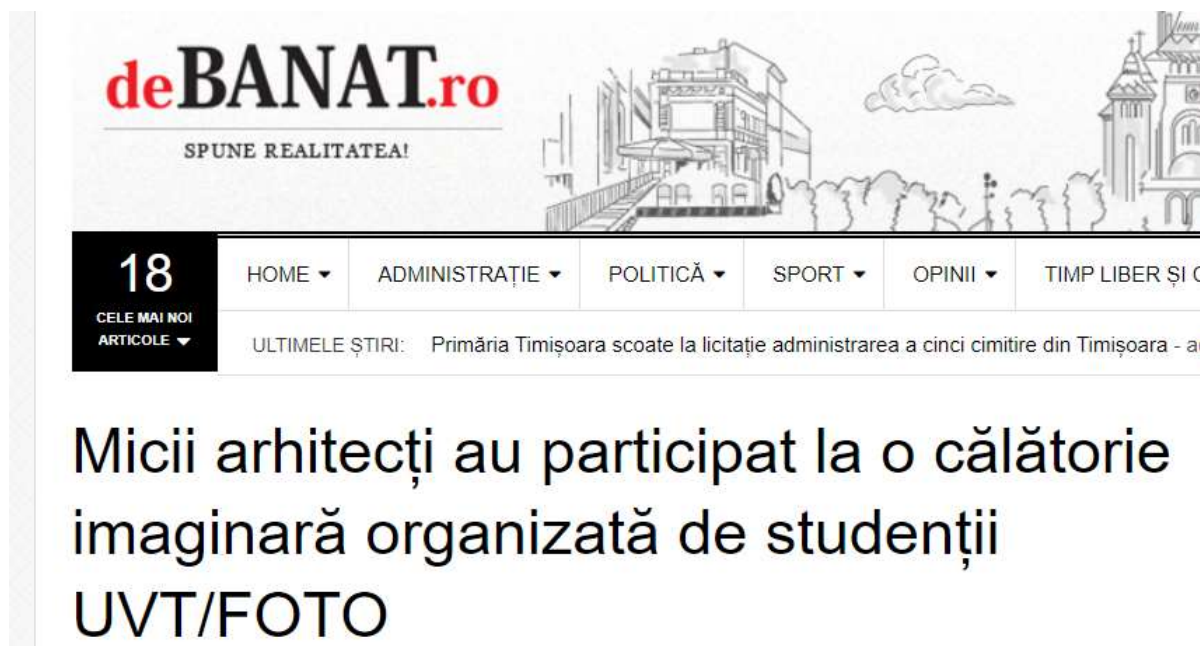 deBANAT.ro
SPUNE REALITATEA!
18
CELE MAI NOI
ARTICOLE
HOME ADMINISTRAȚIE POLITICĂ SPORT OPINII TIMP LIBER ȘI
ULTIMELE ȘTIRI: Primăria Timișoara scoate la licitație administrarea a cinci cimitire din Timișoara -
Micii arhitecți au participat la o călătorie
imaginară organizată de studenții
UVT/FOTO